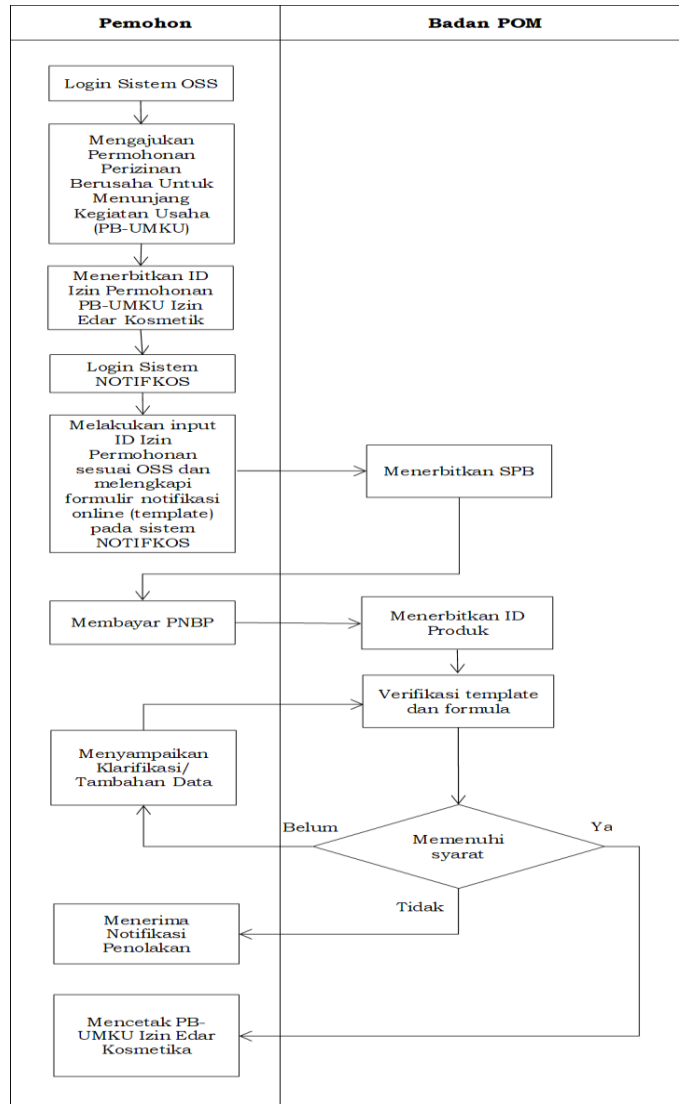 Pemohon
Badan POM
Login Sistem OSS
Mengajukan
Permohonan
Perizinan
Berusaha Untuk
Menunjang
Kegiatan Usaha
(PB-UMKU)
Menerbitkan ID
Izin Permohonan
PB-UMKU Izin
Edar Kosmetik
Login Sistem
NOTIFKOS
Melakukan input
ID Izin
Permohonan
sesuai OSS dan
melengkapi
formulir notifikasi
online (template)
pada sistem
NOTIFKOS
Menerbitkan SPB
Membayar PNBP
Menerbitkan ID
Produk
Verifikasi template
dan formula
Menyampaikan
Klarifikasi/
Tambahan Data
Belum
Memenuhi
syarat
Ya
Tidak
Menerima
Notifikasi
Penolakan
Mencetak PB-
UMKU Izin Edar
Kosmetika